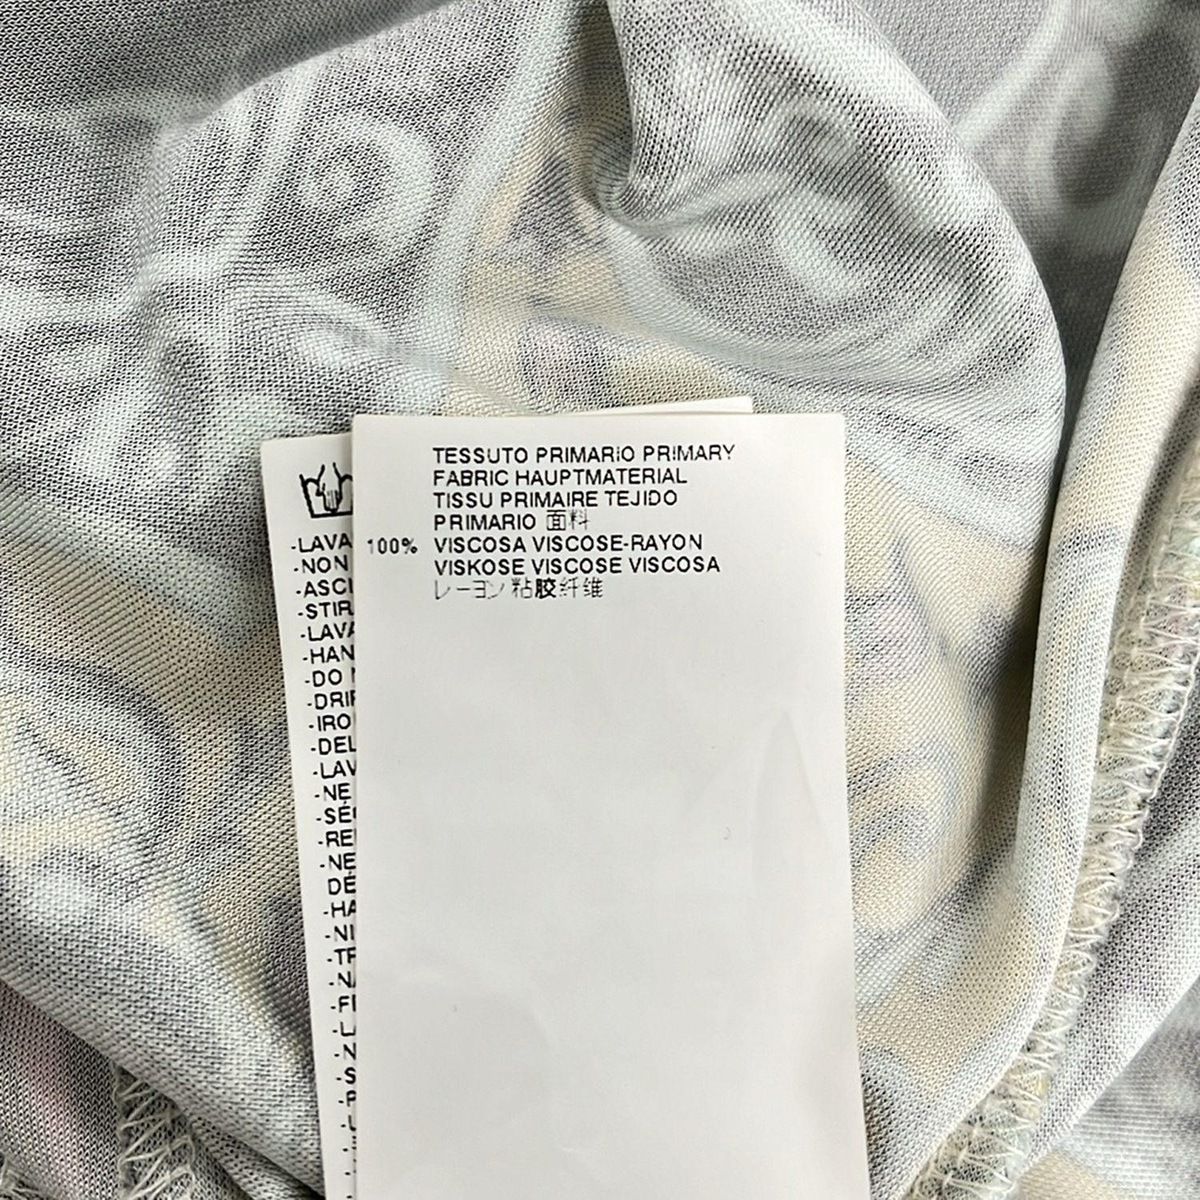 TESSUTO PRIMARIO PRIMARY
FABRIC HAUPTMATERIAL
TISSU PRIMAIRE TEJIDO
PRIMARIO 面料
100% VISCOSA VISCOSE-RAYON
VISKOSE VISCOSE VISCOSA
レーヨン 粘胶纤维
-LAVA
-NON
-ASCI
-STIR
-LAVA
-HAN
-DO
-DRIP
-IRO
-DEL
-LAV
-NE
-SÉ
-RE
-NE
DÉ
-HA
-NI
-TR
-NA
-FI
-LA
-N
-S
-P
-L